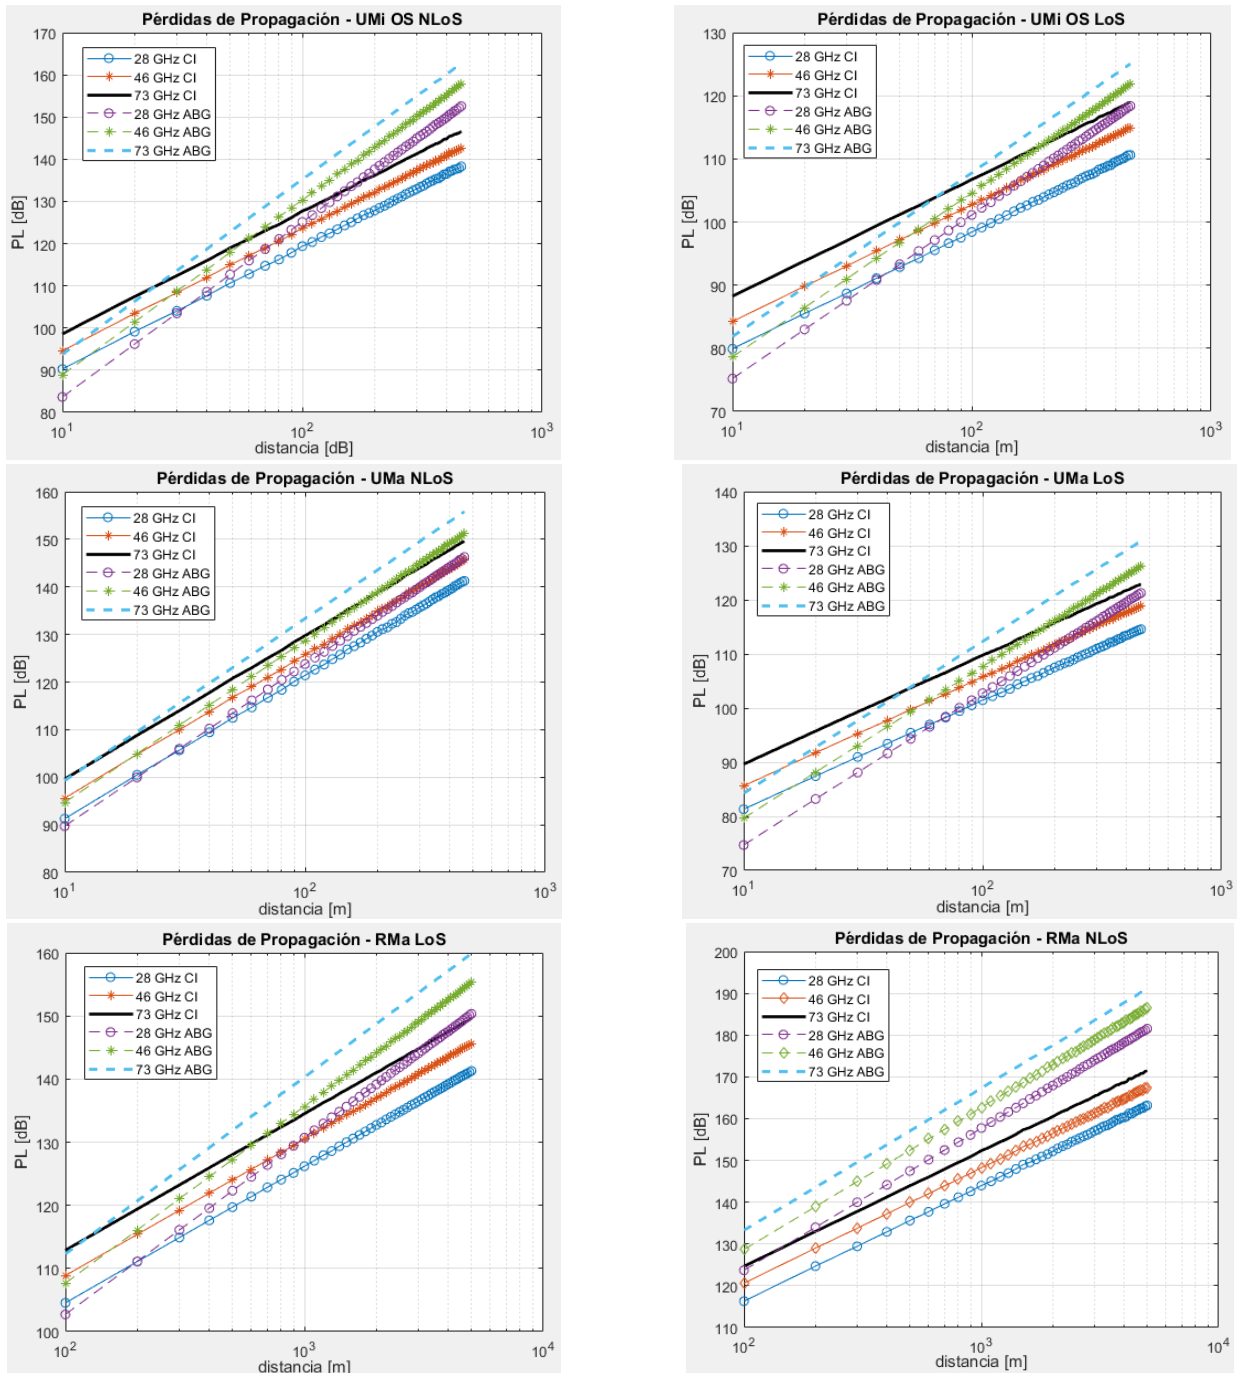 Pérdidas de Propagación - UMi OS NLoS
170
160
150
140
130
120
110
100
90
80
PL [dB]
28 GHz CI
46 GHz CI
73 GHz CI
28 GHz ABG
46 GHz ABG
73 GHz ABG
10^1
10^2
10^3
distancia [dB]
Pérdidas de Propagación - UMi OS LoS
130
120
110
100
90
80
70
PL [dB]
28 GHz CI
46 GHz CI
73 GHz CI
28 GHz ABG
46 GHz ABG
73 GHz ABG
10^1
10^2
10^3
distancia [m]
Pérdidas de Propagación - UMa NLoS
160
150
140
130
120
110
100
90
80
PL [dB]
28 GHz CI
46 GHz CI
73 GHz CI
28 GHz ABG
46 GHz ABG
73 GHz ABG
10^1
10^2
10^3
distancia [m]
Pérdidas de Propagación - UMa LoS
140
130
120
110
100
90
80
70
PL [dB]
28 GHz CI
46 GHz CI
73 GHz CI
28 GHz ABG
46 GHz ABG
73 GHz ABG
10^1
10^2
10^3
distancia [m]
Pérdidas de Propagación - RMa LoS
160
150
140
130
120
110
100
PL [dB]
28 GHz CI
46 GHz CI
73 GHz CI
28 GHz ABG
46 GHz ABG
73 GHz ABG
10^2
10^3
10^4
distancia [m]
Pérdidas de Propagación - RMa NLoS
200
190
180
170
160
150
140
130
120
110
PL [dB]
28 GHz CI
46 GHz CI
73 GHz CI
28 GHz ABG
46 GHz ABG
73 GHz ABG
10^2
10^3
10^4
distancia [m]